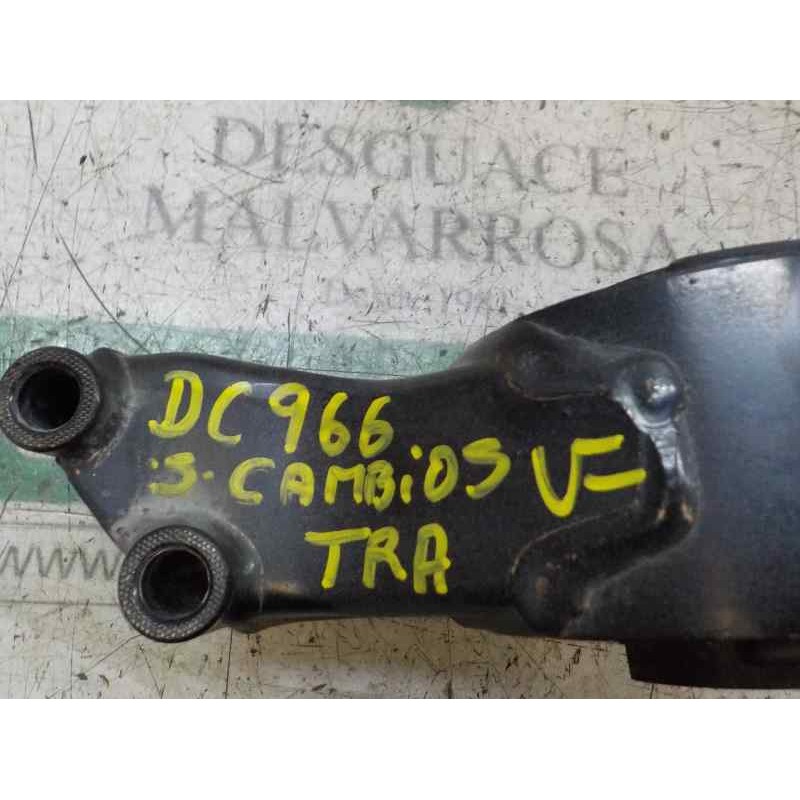 DESGUACE
MALVARROSA
DC966
S. CAMBiOS V=
TRA